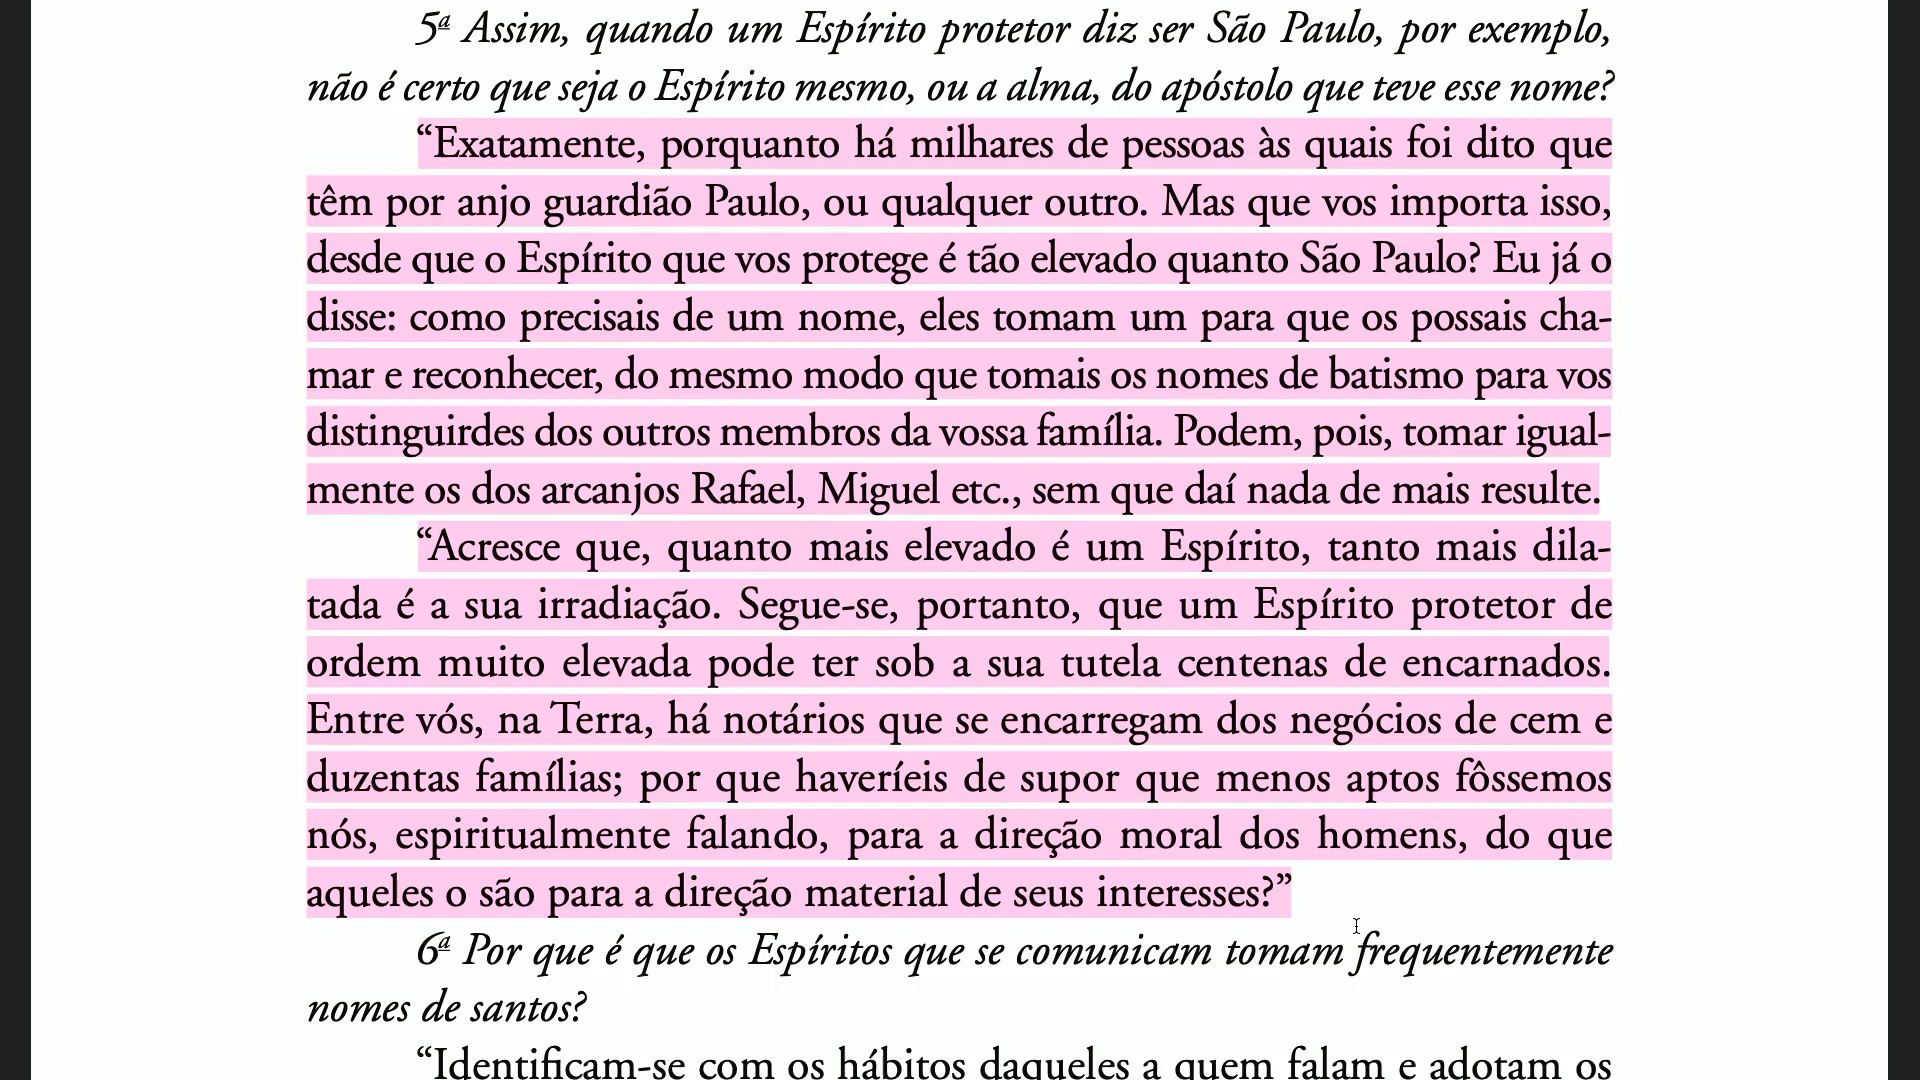 5ª Assim, quando um Espírito protetor diz ser São Paulo, por exemplo,
não é certo que seja o Espírito mesmo, ou a alma, do apóstolo que teve esse nome?
“Exatamente, porquanto há milhares de pessoas às quais foi dito que
têm por anjo guardião Paulo, ou qualquer outro. Mas que vos importa isso,
desde que o Espírito que vos protege é tão elevado quanto São Paulo? Eu já o
disse: como precisais de um nome, eles tomam um para que os possais cha-
mar e reconhecer, do mesmo modo que tomais os nomes de batismo para vos
distinguirdes dos outros membros da vossa família. Podem, pois, tomar igual-
mente os dos arcanjos Rafael, Miguel etc., sem que daí nada de mais resulte.
“Acresce que, quanto mais elevado é um Espírito, tanto mais dila-
tada é a sua irradiação. Segue-se, portanto, que um Espírito protetor de
ordem muito elevada pode ter sob a sua tutela centenas de encarnados.
Entre vós, na Terra, há notários que se encarregam dos negócios de cem e
duzentas famílias; por que haveríeis de supor que menos aptos fôssemos
nós, espiritualmente falando, para a direção moral dos homens, do que
aqueles o são para a direção material de seus interesses?”
6ª Por que é que os Espíritos que se comunicam tomam frequentemente
nomes de santos?
“Identificam-se com os hábitos daqueles a quem falam e adotam os